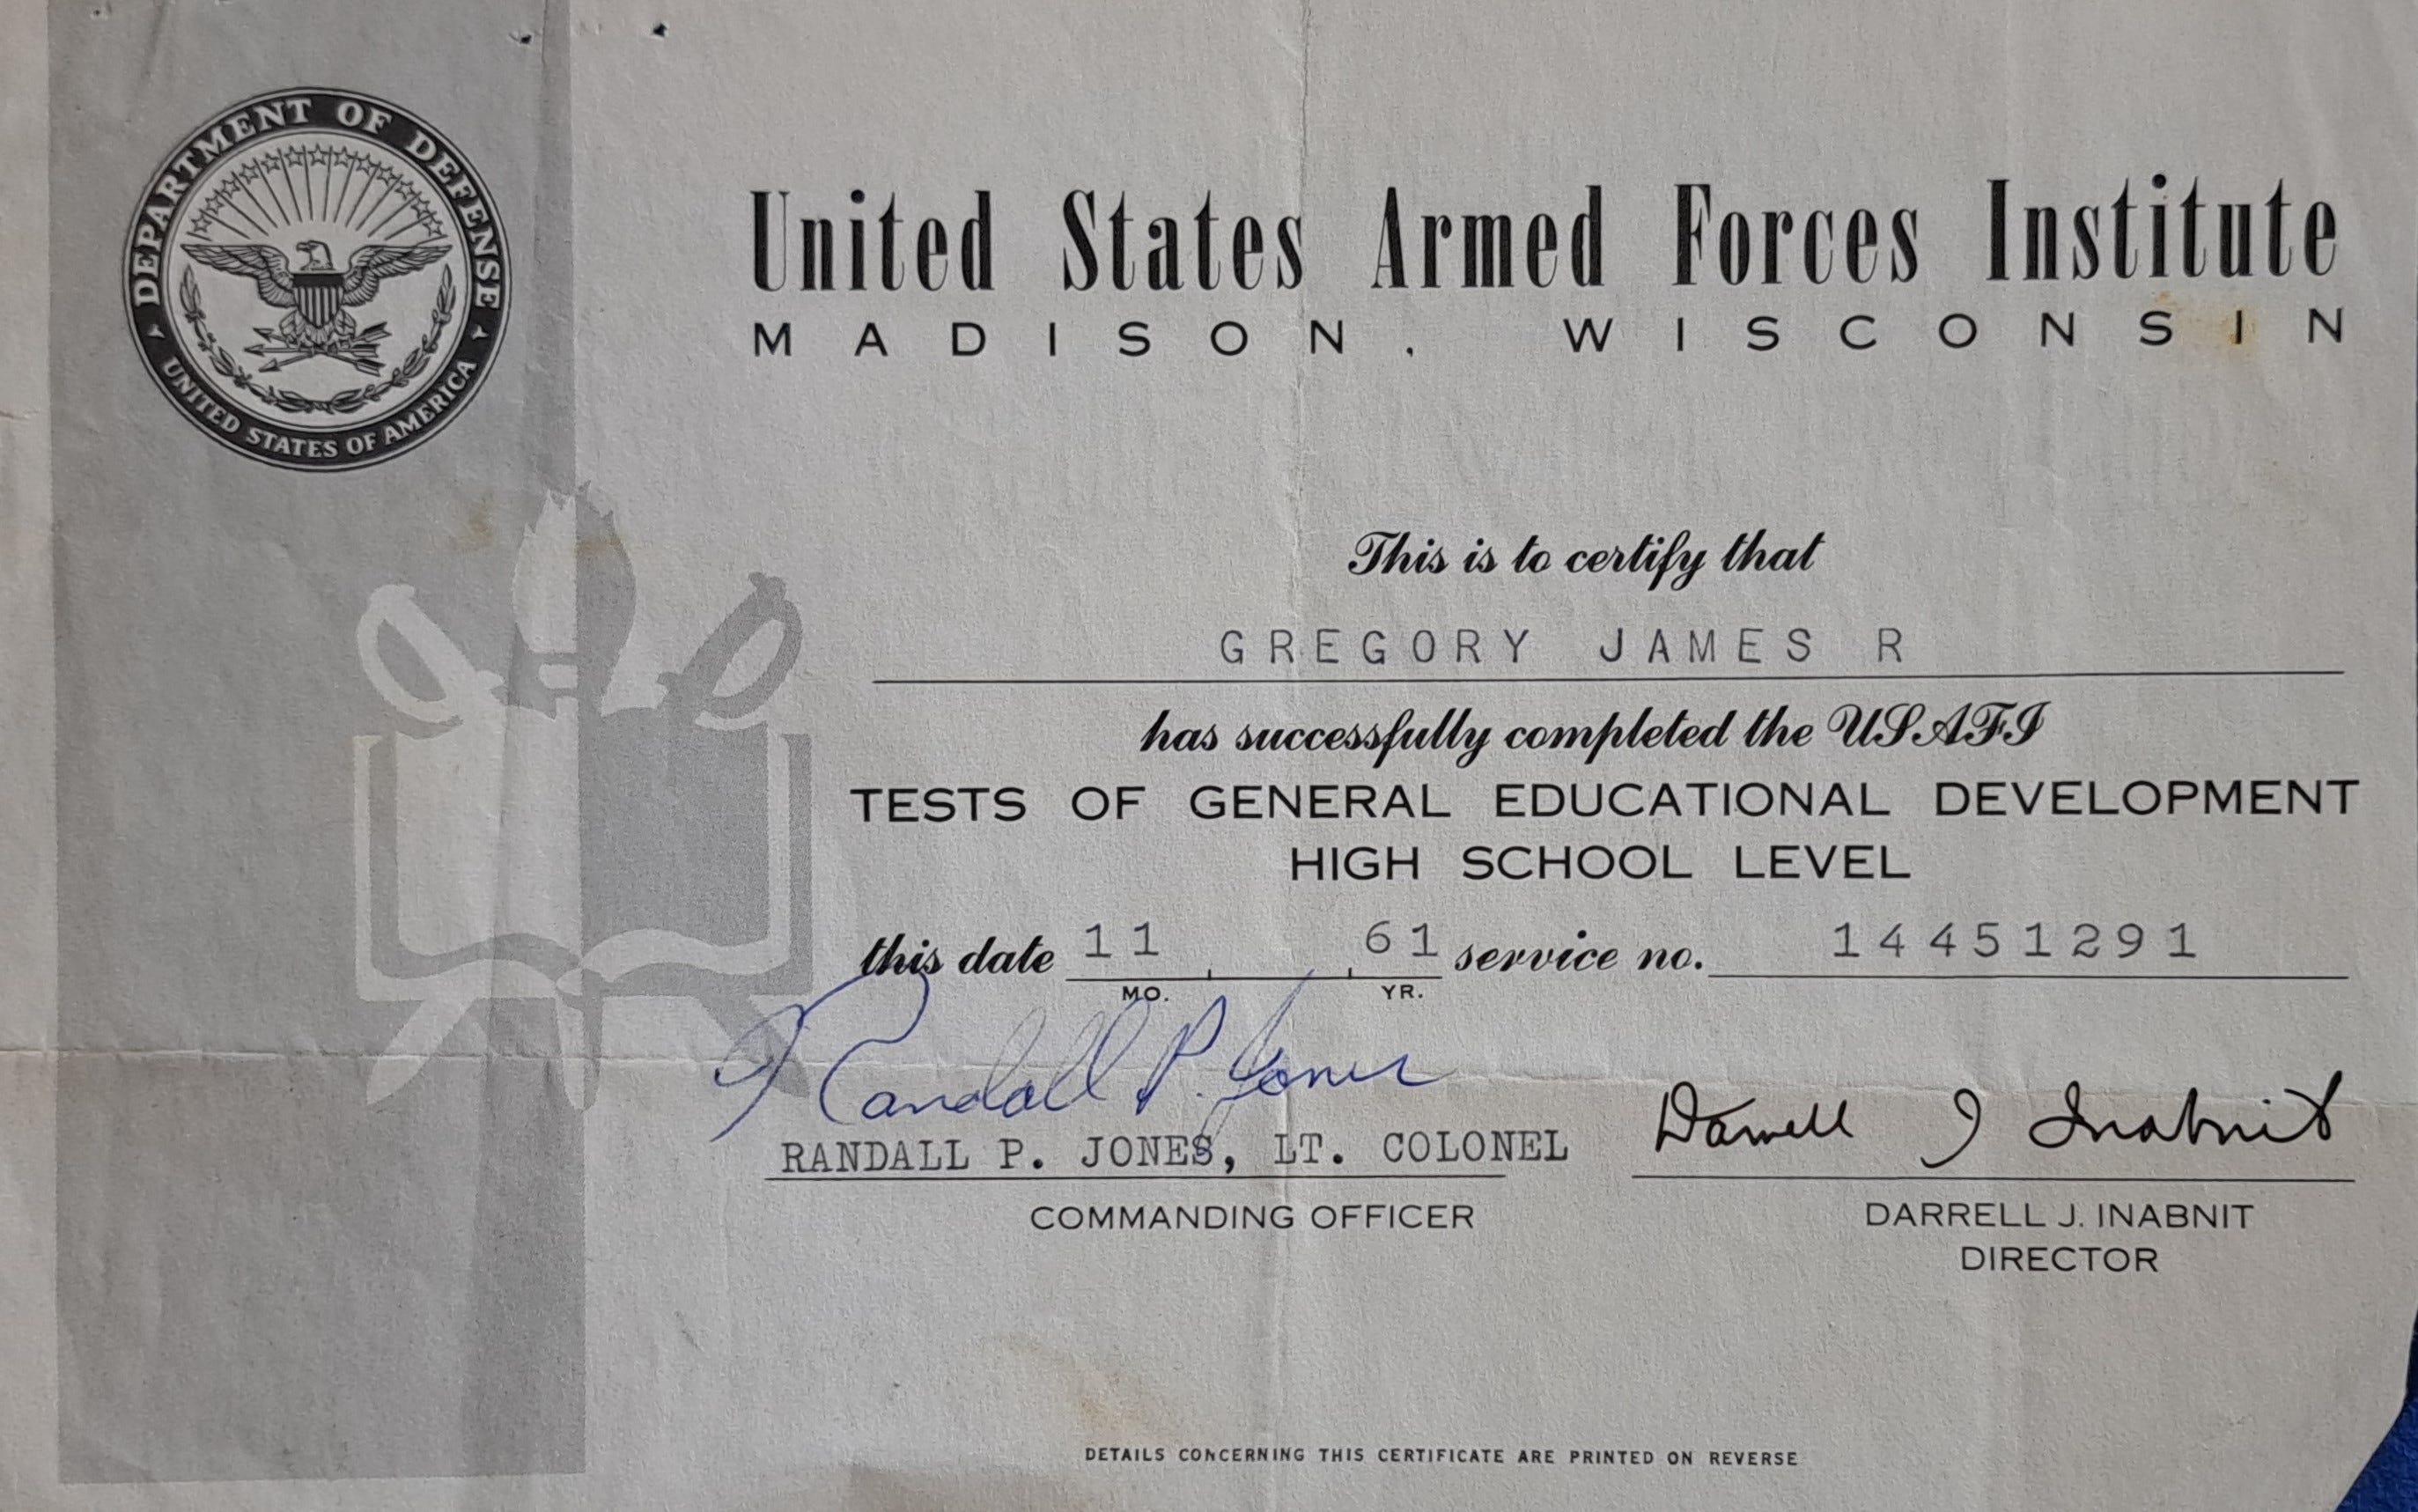 DEPARTMENT OF DEFENSE
UNITED STATES OF AMERICA
United States Armed Forces Institute
MADISON, WISCONSIN
This is to certify that
GREGORY JAMES R
has successfully completed the USAFI
TESTS OF GENERAL EDUCATIONAL DEVELOPMENT
HIGH SCHOOL LEVEL
this date 11 61 service no. 14451291
MO. YR.
Randall P. Jones Darrell J Inabnit
RANDALL P. JONES, LT. COLONEL
COMMANDING OFFICER DARRELL J. INABNIT
DIRECTOR
DETAILS CONCERNING THIS CERTIFICATE ARE PRINTED ON REVERSE